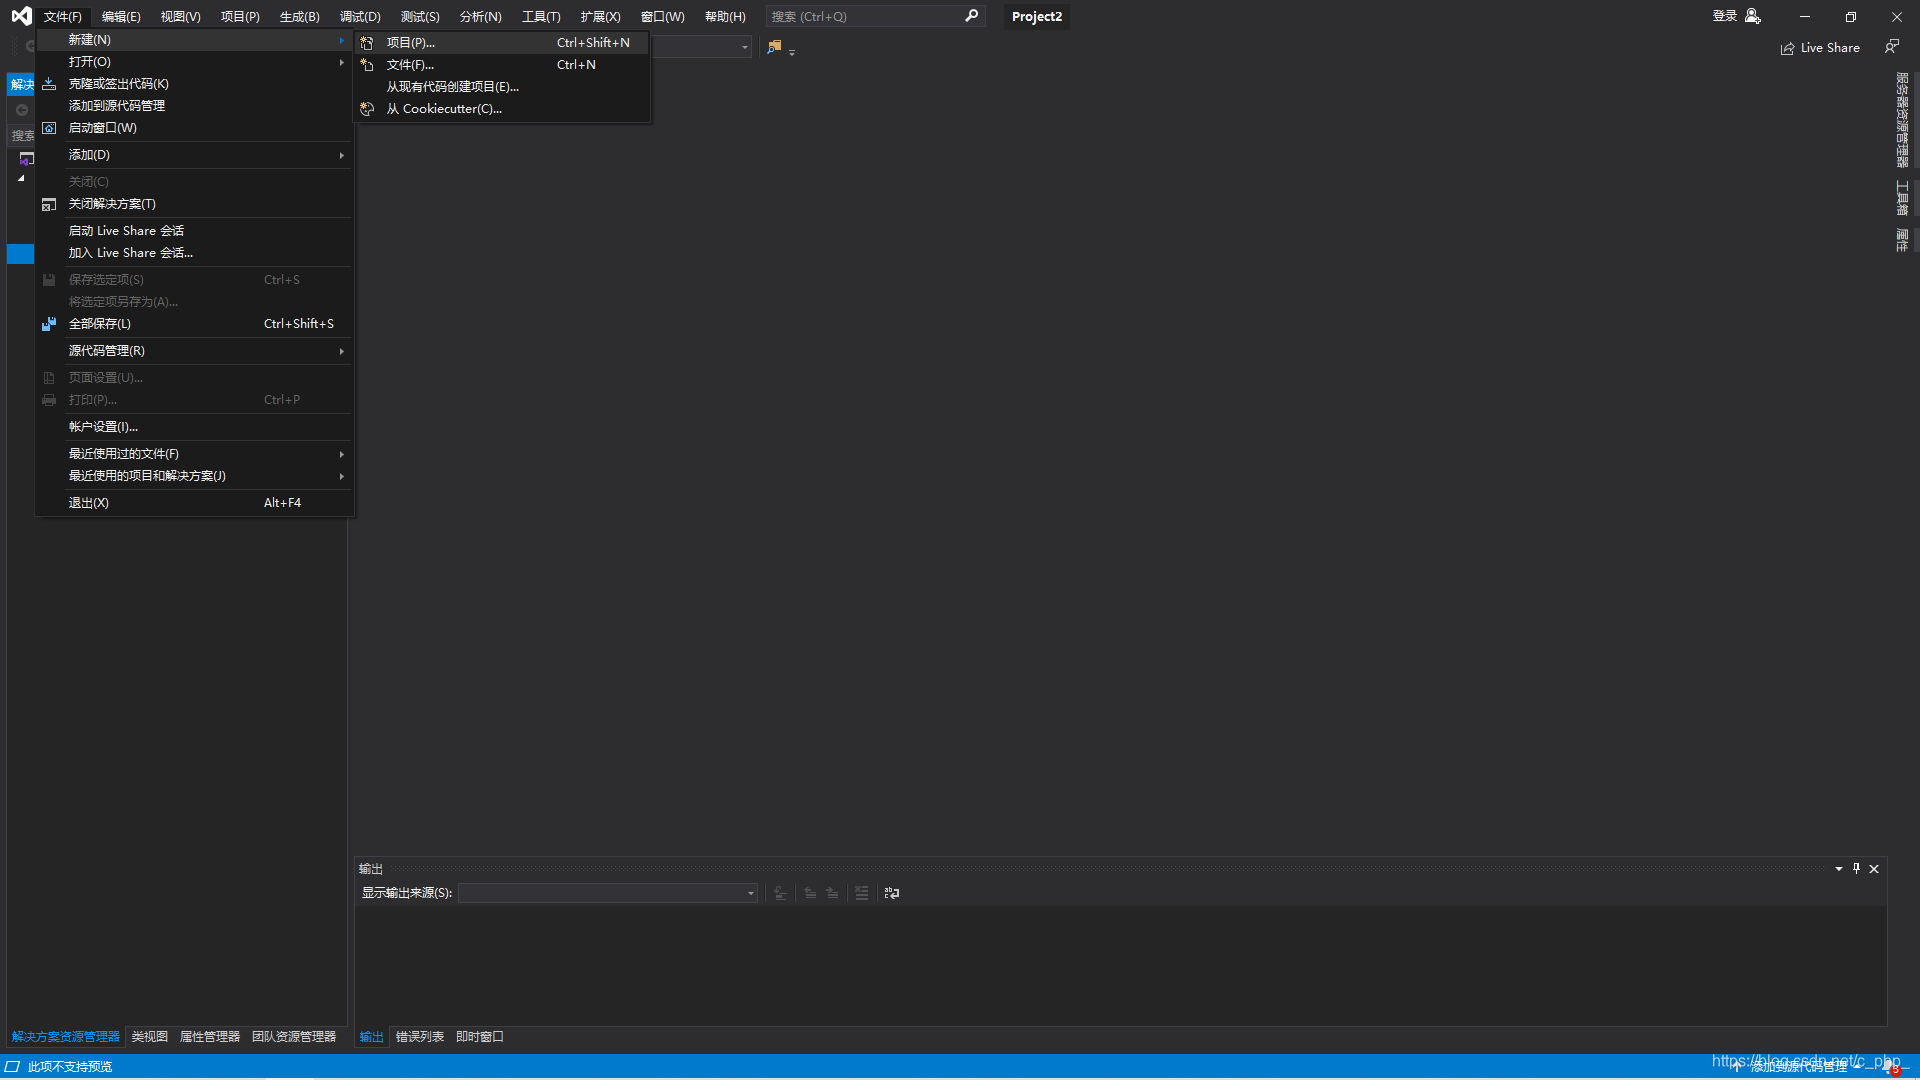 文件(F) 编辑(E) 视图(V) 项目(P) 生成(B) 调试(D) 测试(S) 分析(N) 工具(T) 扩展(X) 窗口(W) 帮助(H) 搜索 (Ctrl+Q) Project2 登录
新建(N)
项目(P)... Ctrl+Shift+N
Live Share
打开(O)
文件(F)... Ctrl+N
解决
克隆或签出代码(K)
从现有代码创建项目(E)...
添加到源代码管理
从 Cookiecutter(C)...
搜索
启动窗口(W)
添加(D)
关闭(C)
关闭解决方案(T)
启动 Live Share 会话
加入 Live Share 会话...
保存选定项(S) Ctrl+S
将选定项另存为(A)...
全部保存(L) Ctrl+Shift+S
源代码管理(R)
页面设置(U)...
打印(P)... Ctrl+P
帐户设置(I)...
最近使用过的文件(F)
最近使用的项目和解决方案(J)
退出(X) Alt+F4
服务器资源管理器
工具箱
属性
输出
显示输出来源(S):
解决方案资源管理器 类视图 属性管理器 团队资源管理器 输出 错误列表 即时窗口
此项不支持预览
添加到源代码管理
5
https://blog.csdn.net/c_php_